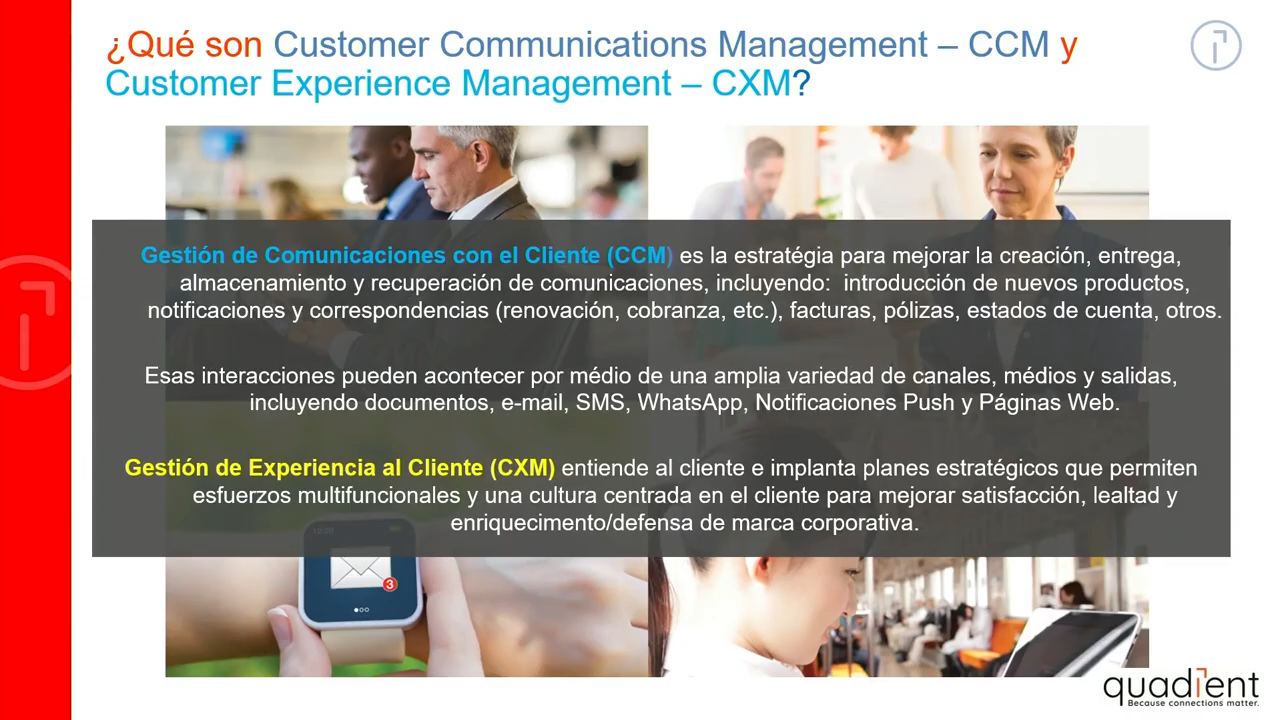 ¿Qué son Customer Communications Management – CCM y
Customer Experience Management – CXM?
Gestión de Comunicaciones con el Cliente (CCM) es la estratégia para mejorar la creación, entrega,
almacenamiento y recuperación de comunicaciones, incluyendo: introducción de nuevos productos,
notificaciones y correspondencias (renovación, cobranza, etc.), facturas, pólizas, estados de cuenta, otros.
Esas interacciones pueden acontecer por médio de una amplia variedad de canales, médios y salidas,
incluyendo documentos, e-mail, SMS, WhatsApp, Notificaciones Push y Páginas Web.
Gestión de Experiencia al Cliente (CXM) entiende al cliente e implanta planes estratégicos que permiten
esfuerzos multifuncionales y una cultura centrada en el cliente para mejorar satisfacción, lealtad y
enriquecimento/defensa de marca corporativa.
3
quadient
Because connections matter.